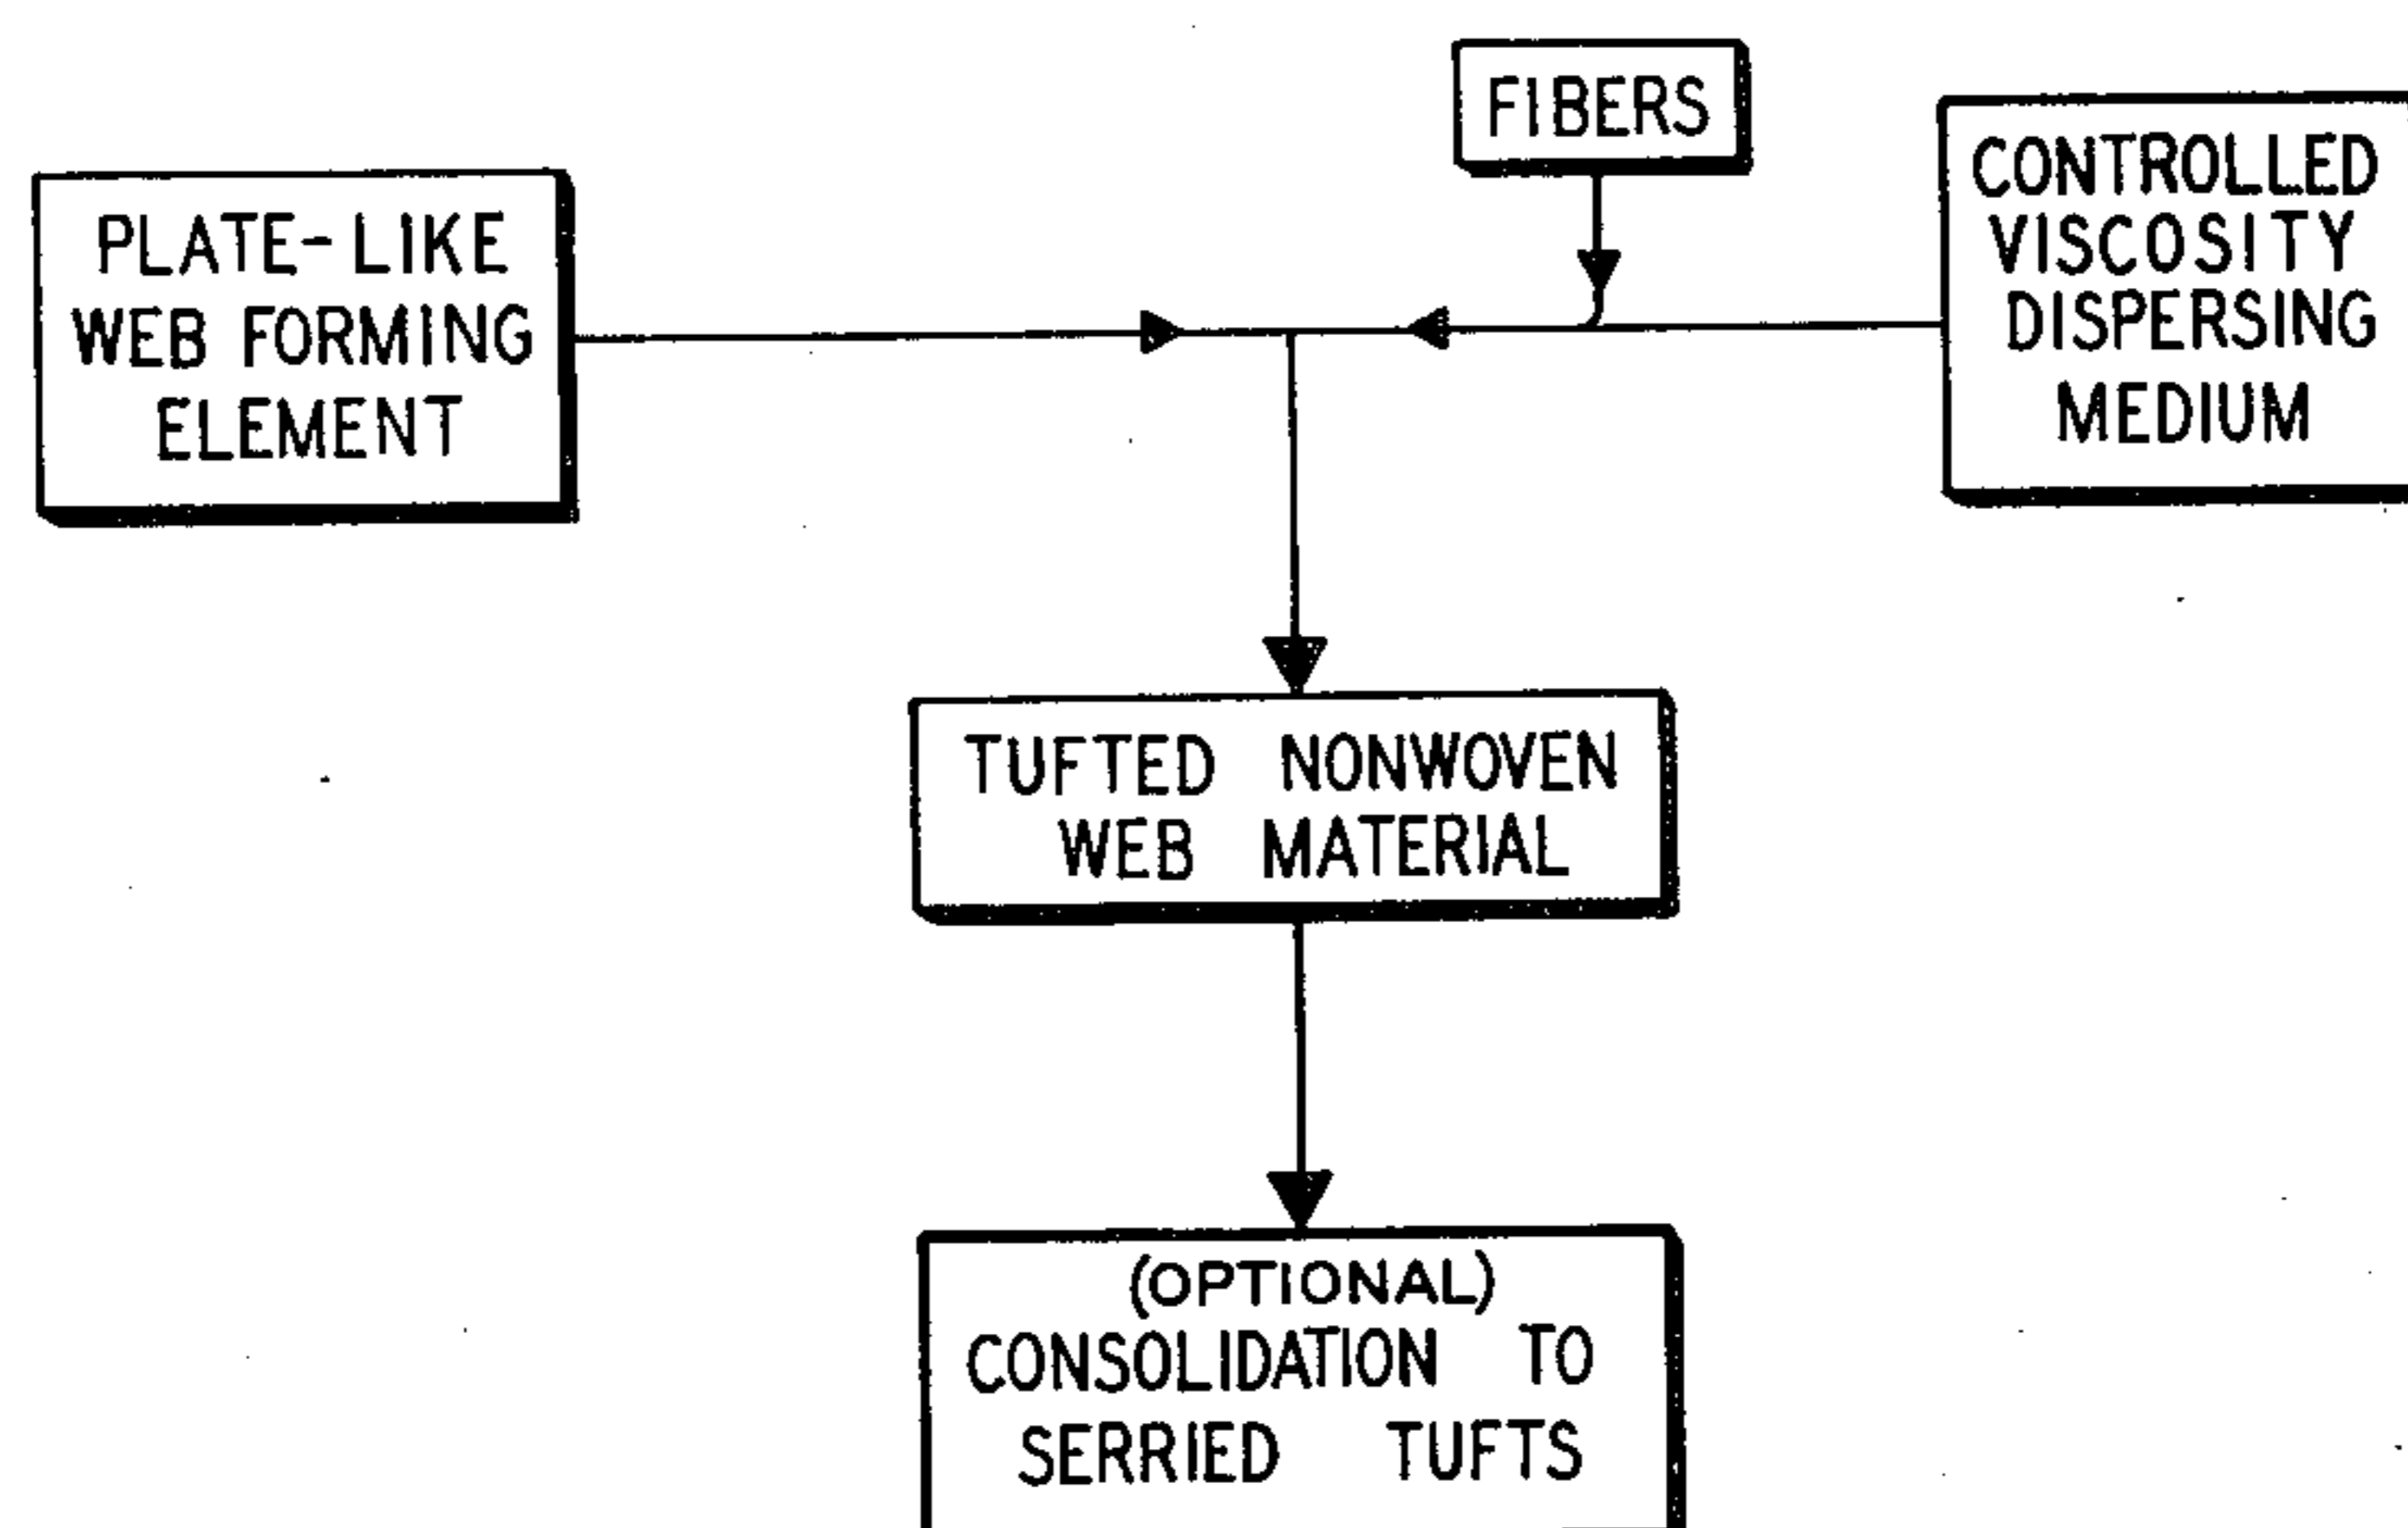 FIBERS
PLATE-LIKE
WEB FORMING
ELEMENT
CONTROLLED
VISCOSITY
DISPERSING
MEDIUM
TUFTED NONWOVEN
WEB MATERIAL
(OPTIONAL)
CONSOLIDATION TO
SERRIED TUFTS